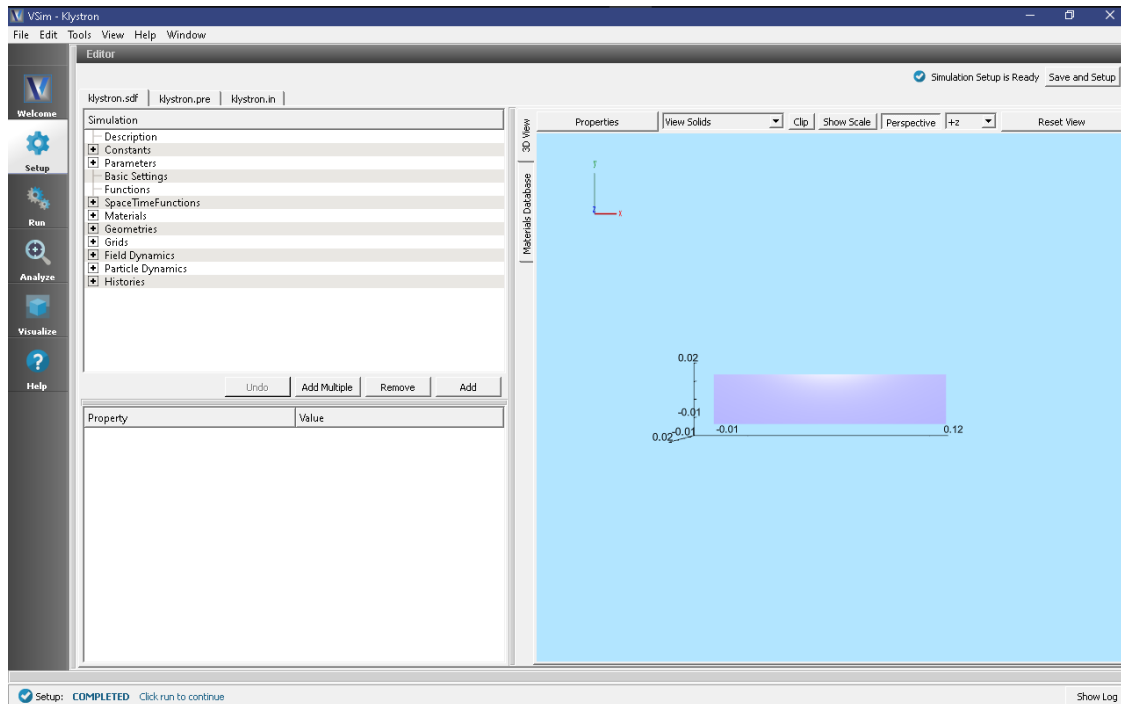 VSim - Klystron
File Edit Tools View Help Window
Editor
Simulation Setup is Ready Save and Setup
klystron.sdf klystron.pre klystron.in
Welcome
Setup
Run
Analyze
Visualize
Help
Simulation
Description
Constants
Parameters
Basic Settings
Functions
SpaceTimeFunctions
Materials
Geometries
Grids
Field Dynamics
Particle Dynamics
Histories
Undo Add Multiple Remove Add
Property Value
3D View
Materials Database
Properties View Solids Clip Show Scale Perspective +z Reset View
Y
Z X
0.02
-0.01
0.02 -0.01 -0.01 0.12
Setup: COMPLETED Click run to continue Show Log